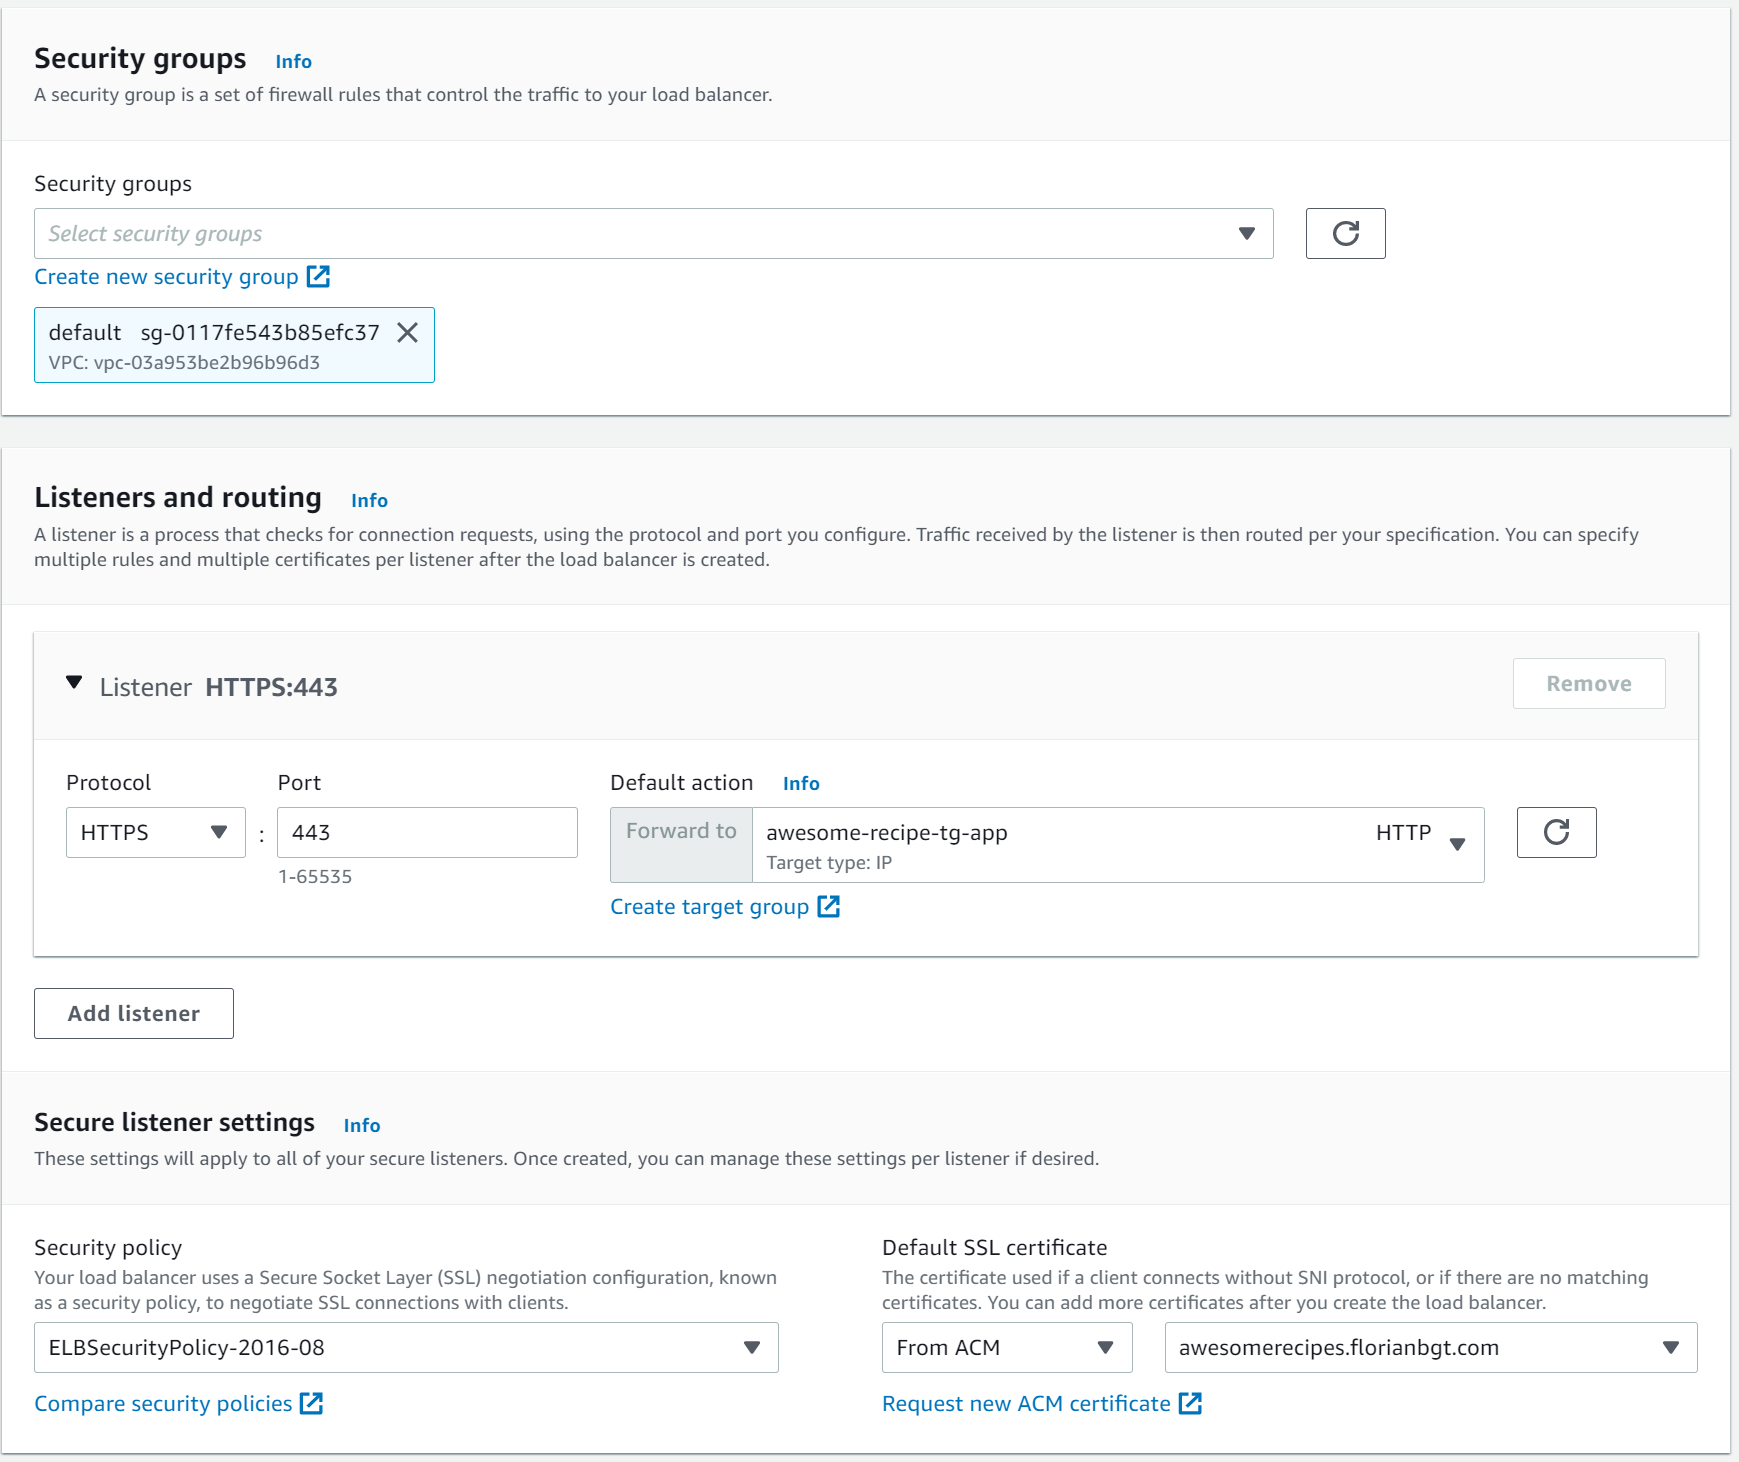 Security groups Info
A security group is a set of firewall rules that control the traffic to your load balancer.
Security groups
Select security groups
Create new security group
default sg-0117fe543b85efc37
VPC: vpc-03a953be2b96b96d3
Listeners and routing Info
A listener is a process that checks for connection requests, using the protocol and port you configure. Traffic received by the listener is then routed per your specification. You can specify
multiple rules and multiple certificates per listener after the load balancer is created.
Listener HTTPS:443
Remove
Protocol Port Default action Info
HTTPS : 443 Forward to awesome-recipe-tg-app HTTP
Target type: IP
1-65535
Create target group
Add listener
Secure listener settings Info
These settings will apply to all of your secure listeners. Once created, you can manage these settings per listener if desired.
Security policy
Your load balancer uses a Secure Socket Layer (SSL) negotiation configuration, known
as a security policy, to negotiate SSL connections with clients.
ELBSecurityPolicy-2016-08
Compare security policies
Default SSL certificate
The certificate used if a client connects without SNI protocol, or if there are no matching
certificates. You can add more certificates after you create the load balancer.
From ACM awesomerecipes.florianbgt.com
Request new ACM certificate